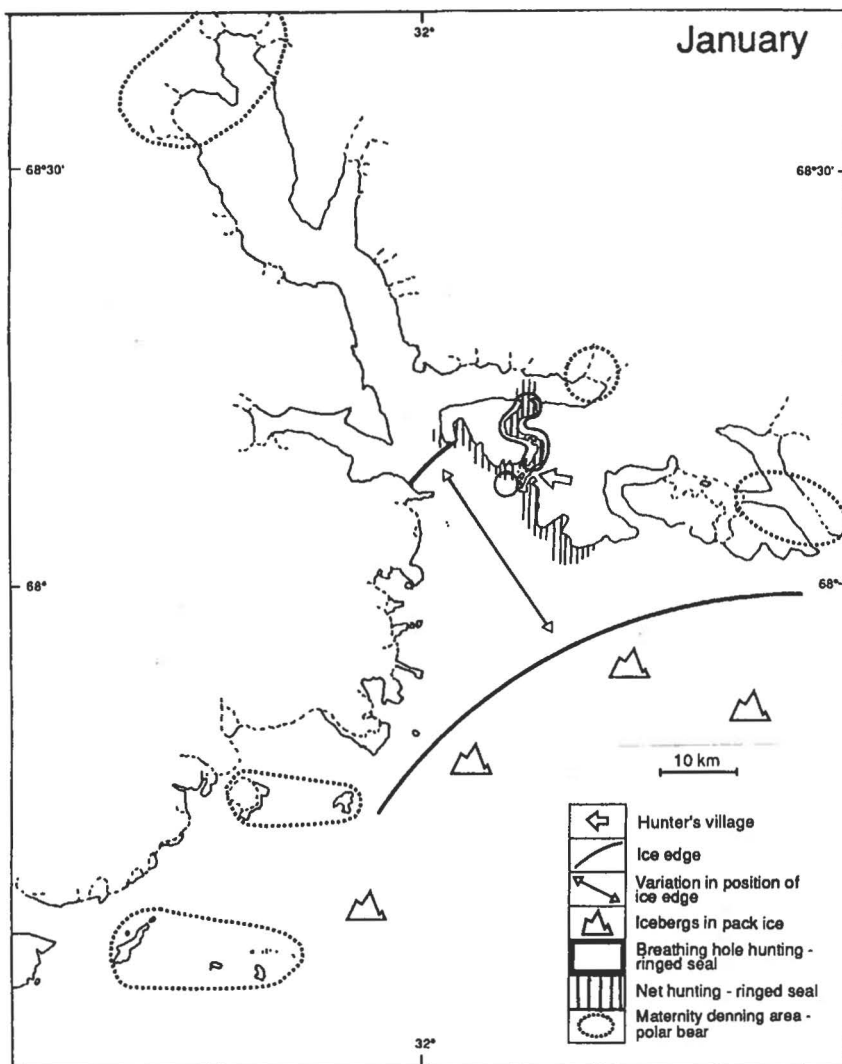 32°
January
68°30'
68°30'
68°
68°
10 km
Hunter's village
Ice edge
Variation in position of
ice edge
Icebergs in pack ice
Breathing hole hunting -
ringed seal
Net hunting - ringed seal
Maternity denning area -
polar bear
32°